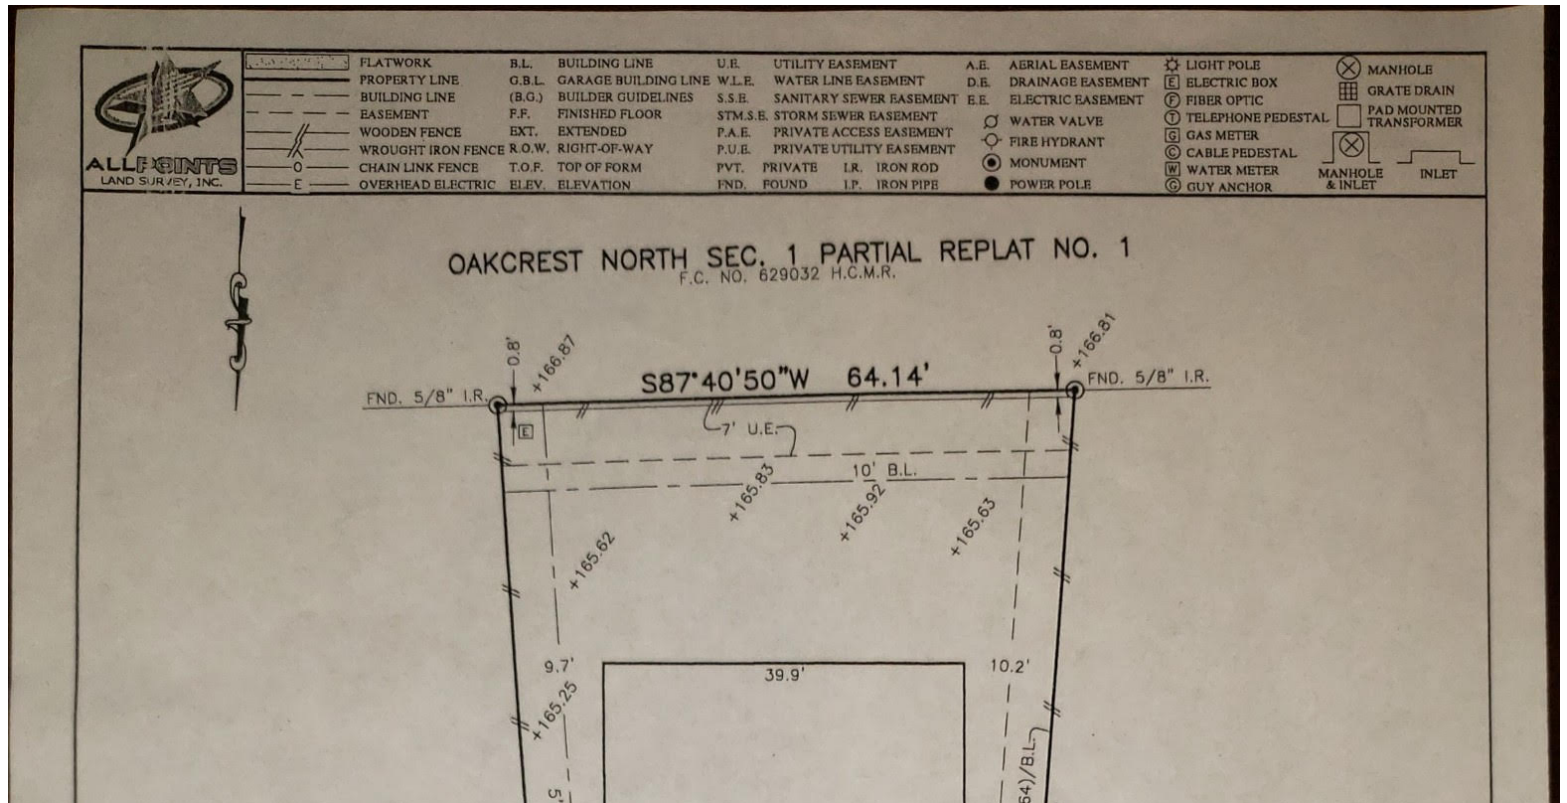 ALLPOINTS
LAND SURVEY, INC.
FLATWORK
PROPERTY LINE
BUILDING LINE
EASEMENT
WOODEN FENCE
WROUGHT IRON FENCE
CHAIN LINK FENCE
O
OVERHEAD ELECTRIC
E
B.L. BUILDING LINE
G.B.L. GARAGE BUILDING LINE
(B.G.) BUILDER GUIDELINES
F.F. FINISHED FLOOR
EXT. EXTENDED
R.O.W. RIGHT-OF-WAY
T.O.F. TOP OF FORM
ELEV. ELEVATION
U.E. UTILITY EASEMENT
W.L.E. WATER LINE EASEMENT
S.S.E. SANITARY SEWER EASEMENT
STM.S.E. STORM SEWER EASEMENT
P.A.E. PRIVATE ACCESS EASEMENT
P.U.E. PRIVATE UTILITY EASEMENT
PVT. PRIVATE I.R. IRON ROD
FND. FOUND I.P. IRON PIPE
A.E. AERIAL EASEMENT
D.E. DRAINAGE EASEMENT
E.E. ELECTRIC EASEMENT
WATER VALVE
FIRE HYDRANT
MONUMENT
POWER POLE
LIGHT POLE
E ELECTRIC BOX
F FIBER OPTIC
T TELEPHONE PEDESTAL
G GAS METER
C CABLE PEDESTAL
W WATER METER
G GUY ANCHOR
MANHOLE
GRATE DRAIN
PAD MOUNTED
TRANSFORMER
MANHOLE
& INLET
INLET
OAKCREST NORTH SEC. 1 PARTIAL REPLAT NO. 1
F.C. NO. 629032 H.C.M.R.
0.8'
+166.87
0.8'
+166.81
S87°40'50"W 64.14'
FND. 5/8" I.R.
FND. 5/8" I.R.
E
7' U.E.
10' B.L.
+165.83
+165.92
+165.63
+165.62
9.7'
39.9'
10.2'
+165.25
5'
64)/B.L.